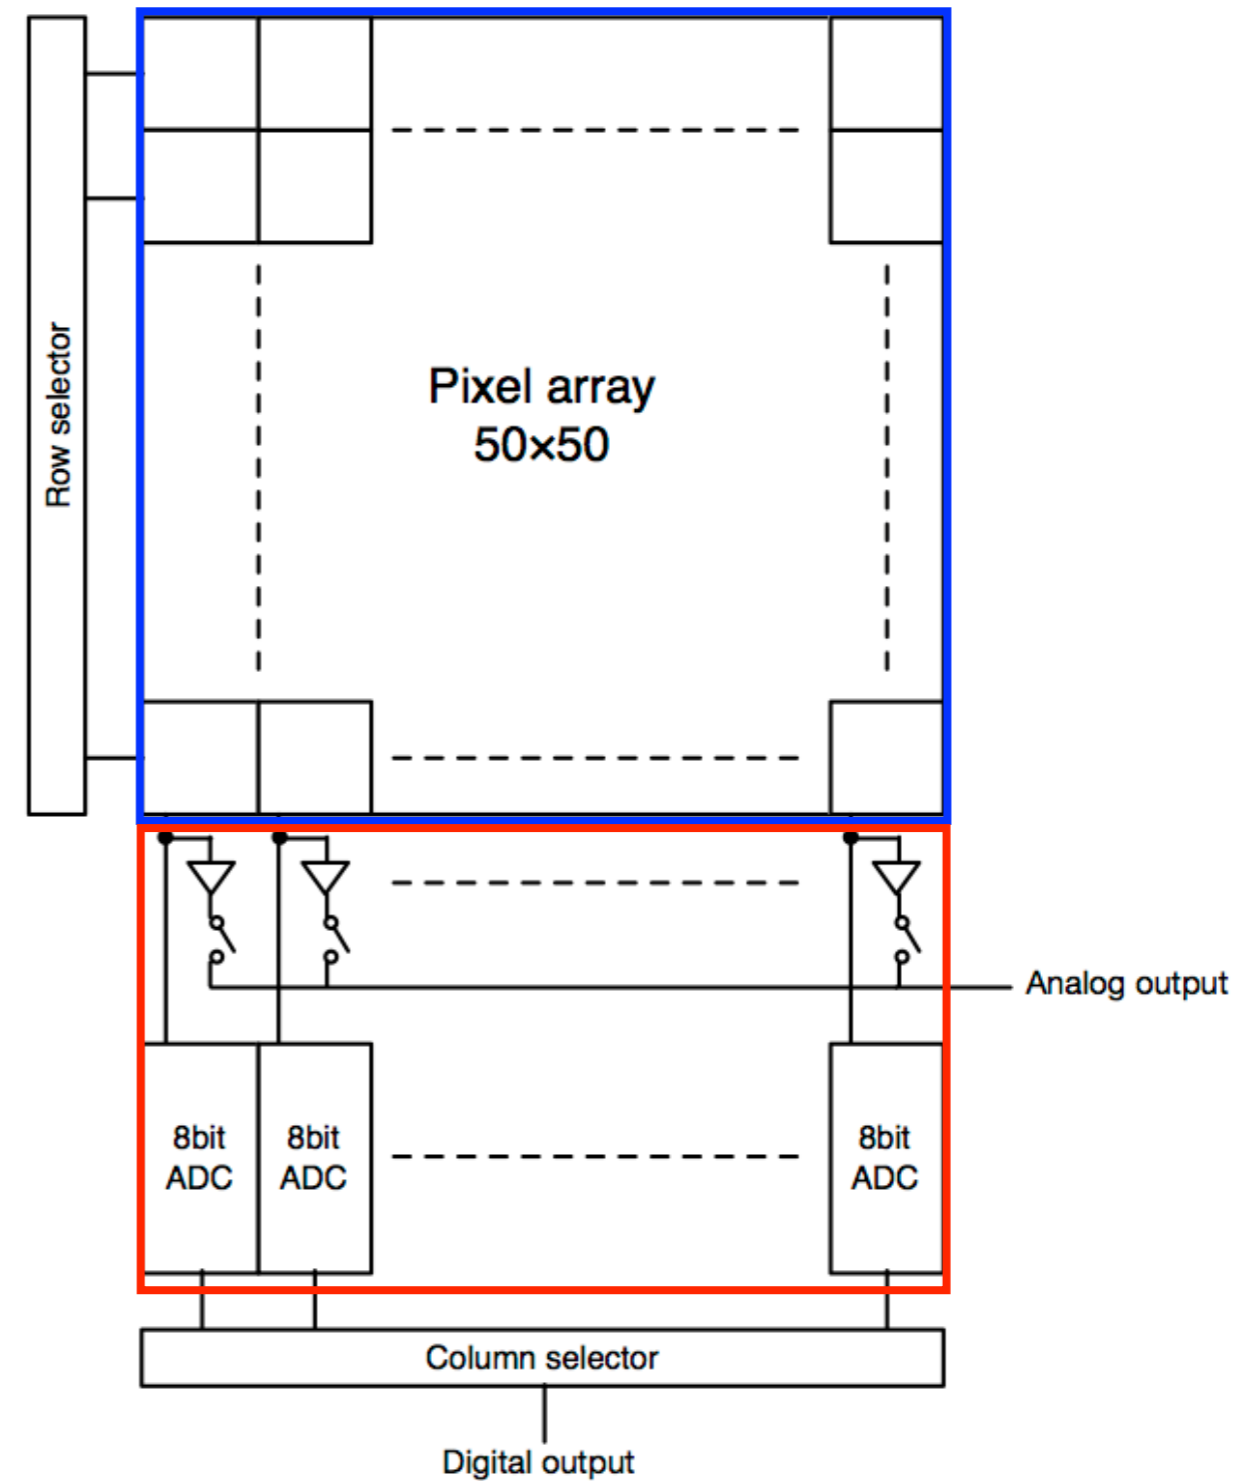 Row selector
Pixel array
50×50
Analog output
8bit
ADC
8bit
ADC
8bit
ADC
Column selector
Digital output